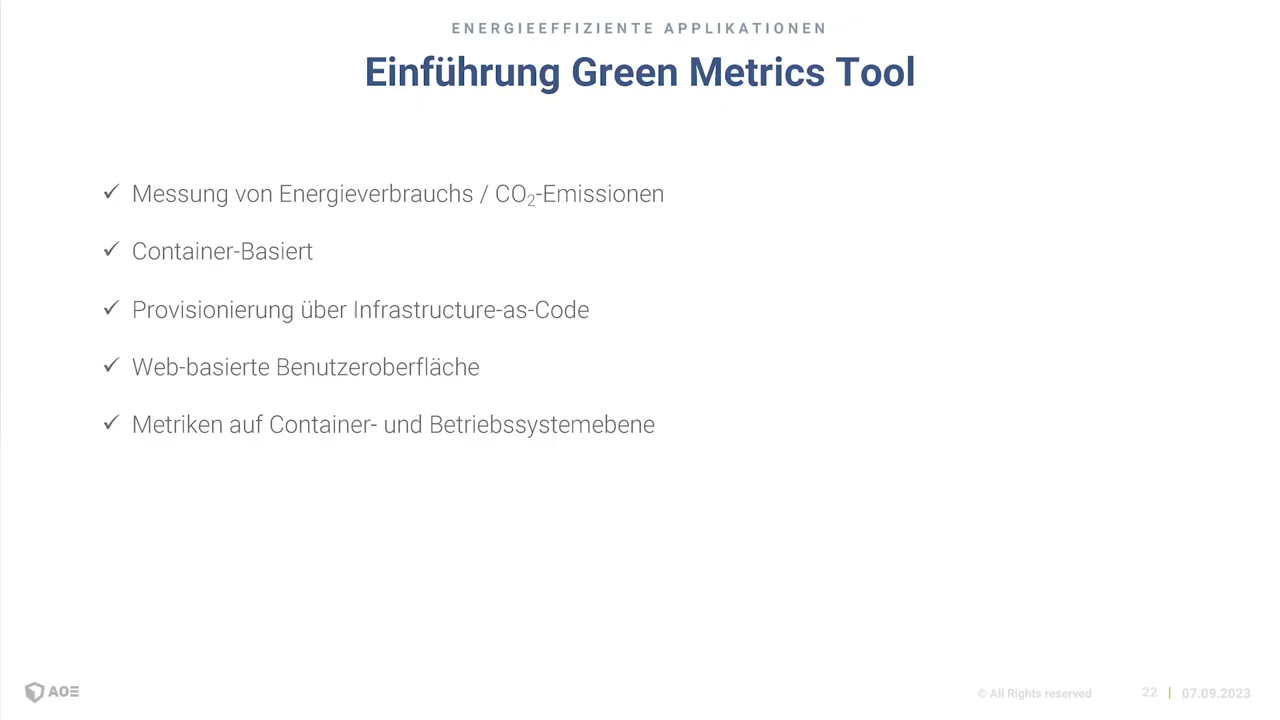 ENERGIEEFFIZIENTE APPLIKATIONEN
Einführung Green Metrics Tool
✓ Messung von Energieverbrauchs / CO₂-Emissionen
✓ Container-Basiert
✓ Provisionierung über Infrastructure-as-Code
✓ Web-basierte Benutzeroberfläche
✓ Metriken auf Container- und Betriebssystemebene
AOE
© All Rights reserved 22 | 07.09.2023